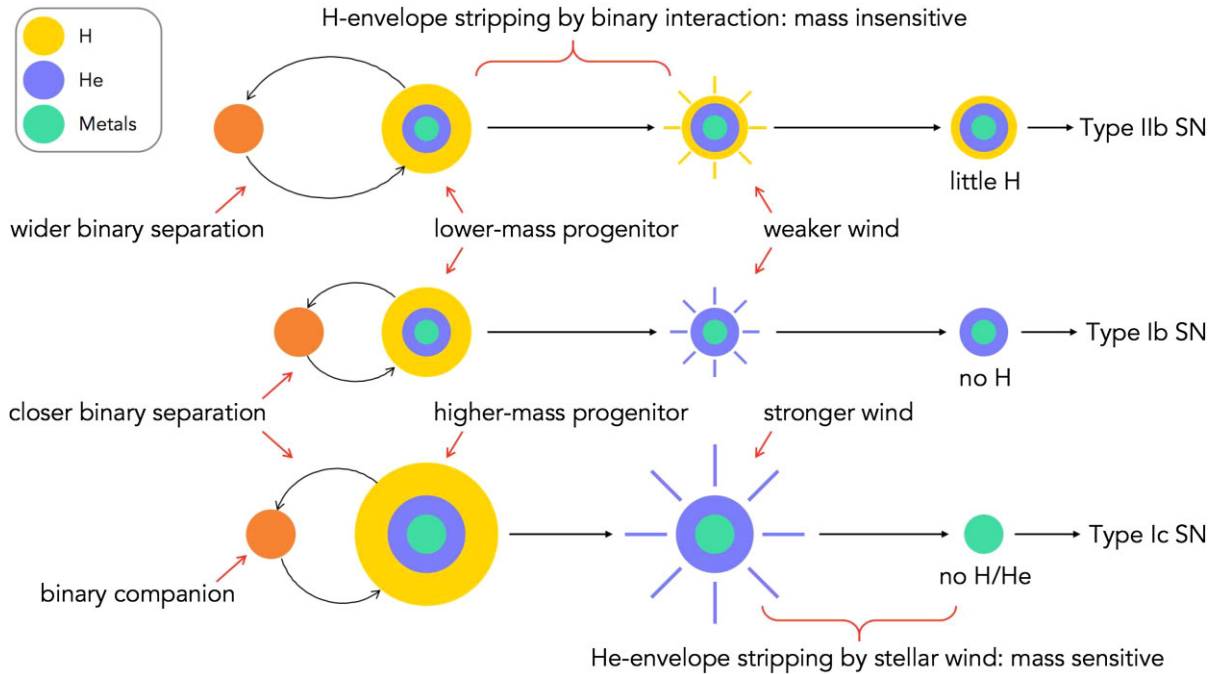 H-envelope stripping by binary interaction: mass insensitive
H
He
Metals
Type IIb SN
little H
wider binary separation
lower-mass progenitor
weaker wind
Type Ib SN
no H
closer binary separation
higher-mass progenitor
stronger wind
Type Ic SN
no H/He
binary companion
He-envelope stripping by stellar wind: mass sensitive